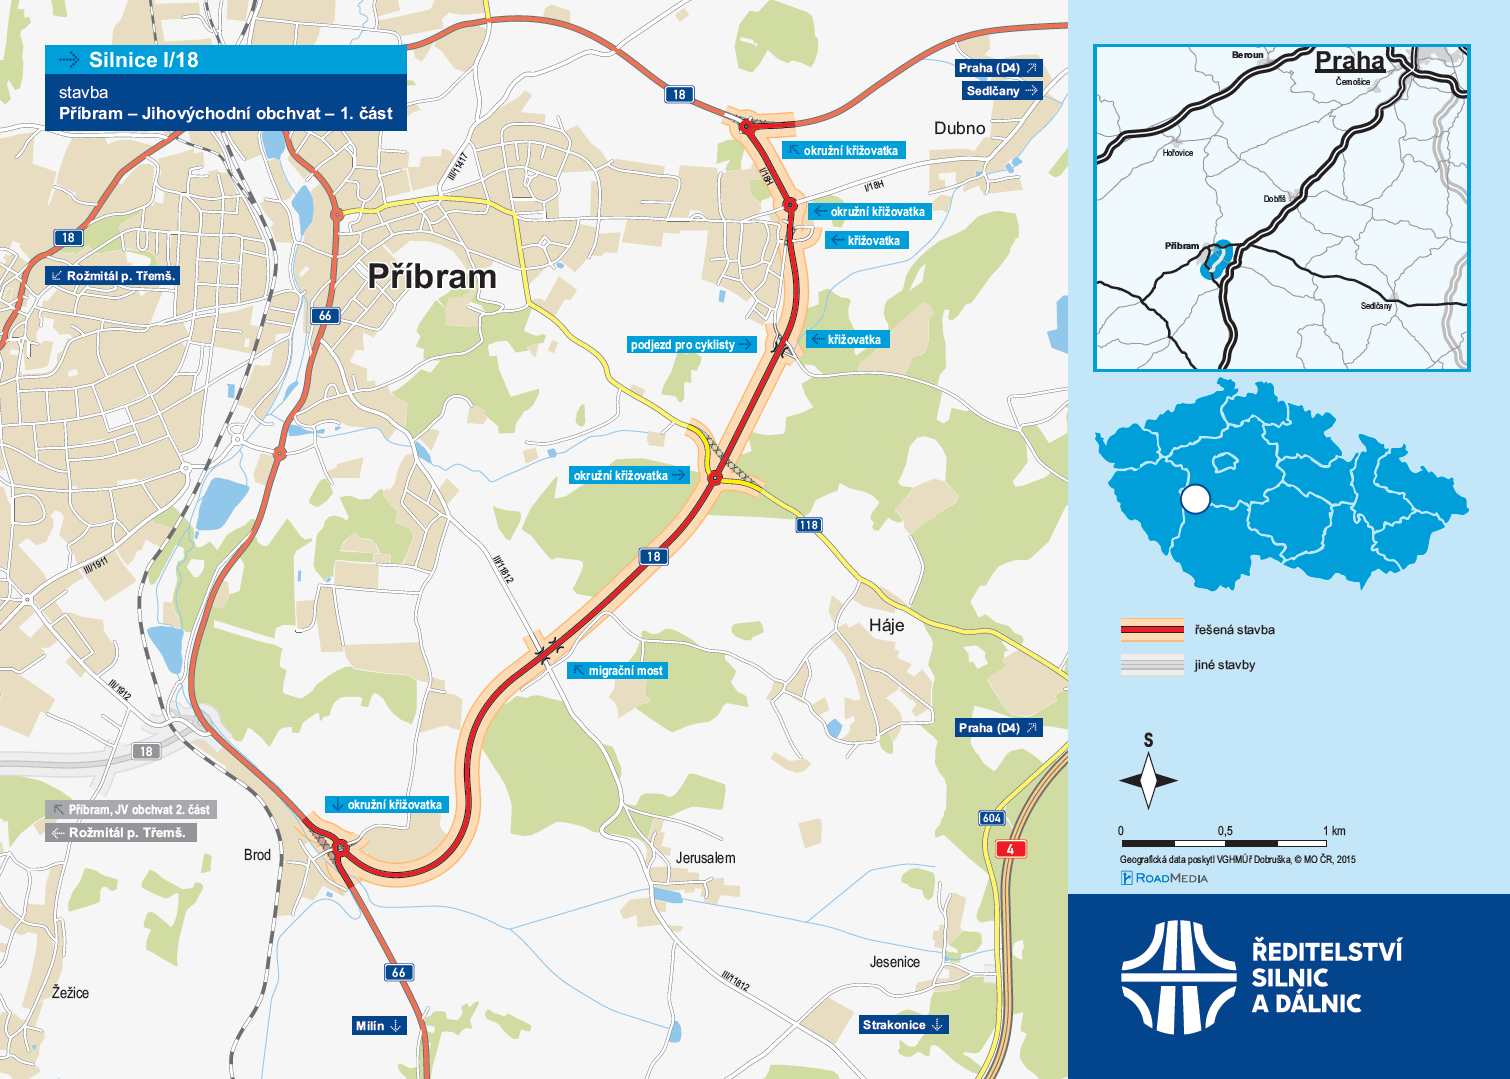 Silnice I/18
stavba
Příbram – Jihovýchodní obchvat – 1. část
18
Praha (D4)
Sedlčany
Dubno
okružní křižovatka
III/1417
I/18H
I/18H
okružní křižovatka
křižovatka
18
Rožmitál p. Třemš.
Příbram
66
podjezd pro cyklisty
křižovatka
okružní křižovatka
118
18
III/1911
III/11812
Háje
migrační most
III/1912
18
Praha (D4)
Příbram, JV obchvat 2. část
Rožmitál p. Třemš.
okružní křižovatka
604
4
Brod
Jerusalem
Jesenice
66
III/11812
Žežice
Milín
Strakonice
Beroun
Praha
Černošice
Hořovice
Dobříš
Příbram
Sedlčany
řešená stavba
jiné stavby
S
0 0,5 1 km
Geografická data poskytl VGHMÚř Dobruška, © MO ČR, 2015
ROADMEDIA
ŘEDITELSTVÍ
SILNIC
A DÁLNIC